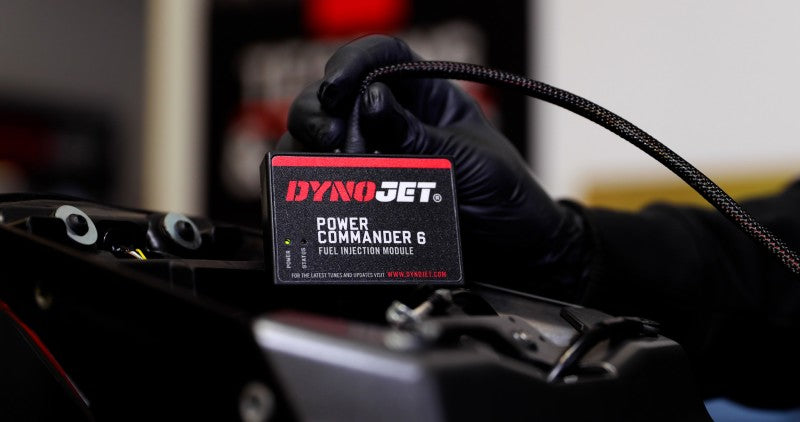 DYNOJET®
POWER
COMMANDER 6
FUEL INJECTION MODULE
POWER
STATUS
FOR THE LATEST TUNES AND UPDATES VISIT WWW.DYNOJET.COM